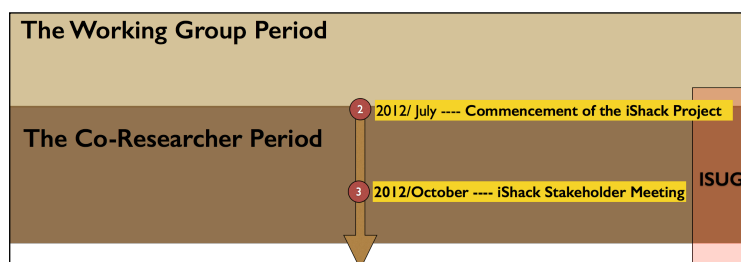 The Working Group Period
2 2012/ July ---- Commencement of the iShack Project
The Co-Researcher Period
ISUG
3 2012/October ---- iShack Stakeholder Meeting